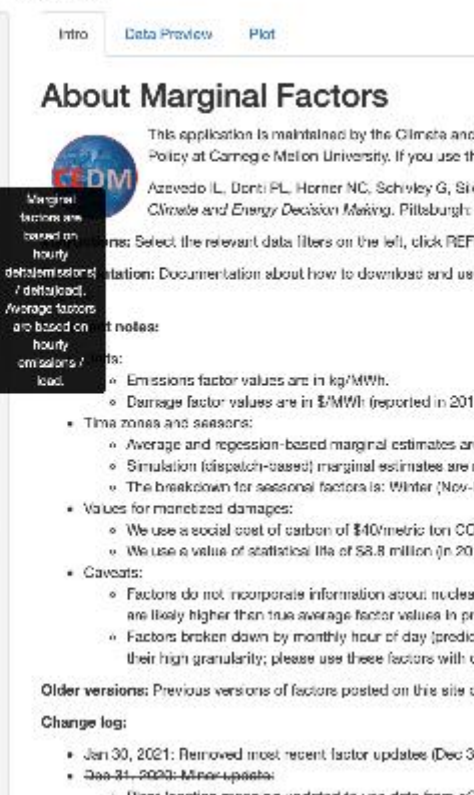 Intro Data Preview Plot
About Marginal Factors
This application is maintained by the Climate and
Policy at Carnegie Mellon University. If you use th
CEDM
Azevedo IL, Donti PL, Horner NC, Schivley G, Sil
Climate and Energy Decision Making. Pittsburgh:
Marginal
factors are
based on
hourly
delta(emissions)
/ delta(load).
Average factors
are based on
hourly
emissions /
load.
ns: Select the relevant data filters on the left, click REF
tation: Documentation about how to download and us
t notes:
ts:
Emissions factor values are in kg/MWh.
Damage factor values are in $/MWh (reported in 201
Time zones and seasons:
Average and regession-based marginal estimates ar
Simulation (dispatch-based) marginal estimates are
The breakdown for seasonal factors is: Winter (Nov-
Values for monetized damages:
We use a social cost of carbon of $40/metric ton CO
We use a value of statistical life of $8.8 million (in 20
Caveats:
Factors do not incorporate information about nuclea
are likely higher than true average factor values in pr
Factors broken down by monthly hour of day (predic
their high granularity; please use these factors with c
Older versions: Previous versions of factors posted on this site c
Change log:
Jan 30, 2021: Removed most recent factor updates (Dec 3
Dec 31, 2020: Minor update: